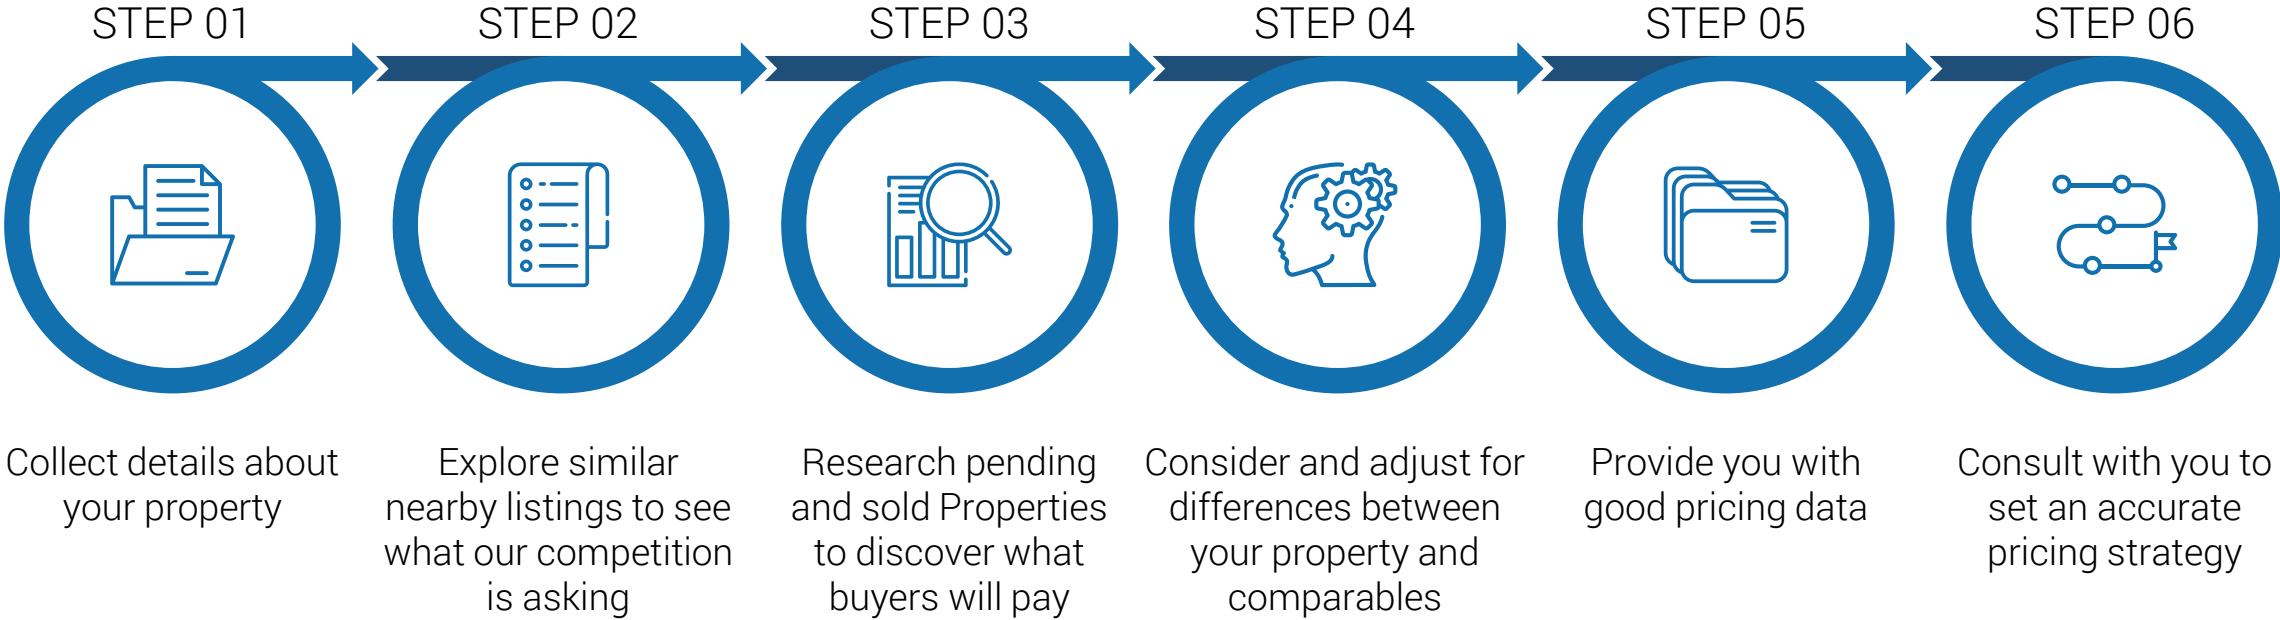 STEP 01
Collect details about
your property
STEP 02
Explore similar
nearby listings to see
what our competition
is asking
STEP 03
Research pending
and sold Properties
to discover what
buyers will pay
STEP 04
Consider and adjust for
differences between
your property and
comparables
STEP 05
Provide you with
good pricing data
STEP 06
Consult with you to
set an accurate
pricing strategy